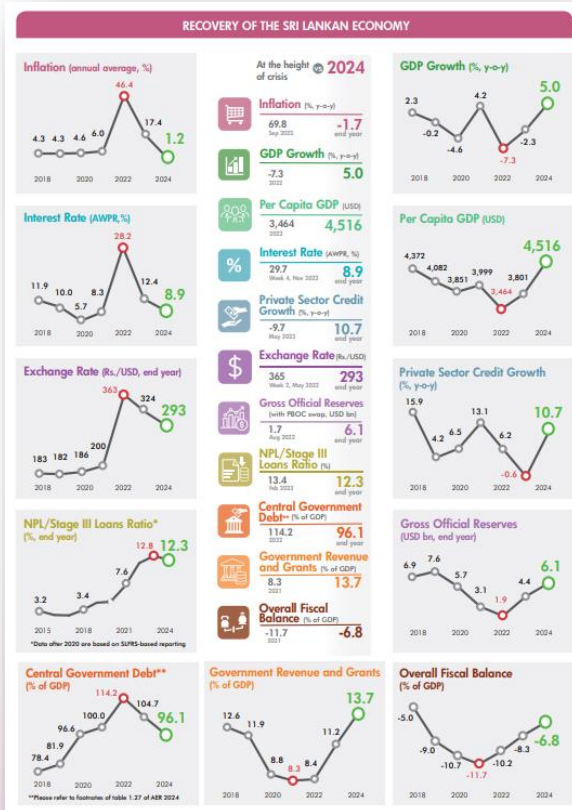 RECOVERY OF THE SRI LANKAN ECONOMY
Inflation (annual average, %)
46.4
17.4
4.3 4.3 4.6 6.0
1.2
2018 2020 2022 2024
Interest Rate (AWPR,%)
28.2
11.9 10.0
5.7
8.3
12.4
8.9
2018 2020 2022 2024
Exchange Rate (Rs./USD, end year)
363
324
293
183 182 186 200
2018 2020 2022 2024
NPL/Stage III Loans Ratio*
(%, end year)
12.8 12.3
7.6
3.2 3.4
2015 2018 2021 2024
*Data after 2020 are based on SLFRS-based reporting
At the height
of crisis
VS
2024
Inflation (%, y-o-y)
69.8
Sep 2022
-1.7
end year
GDP Growth (%, y-o-y)
-7.3
2022
5.0
Per Capita GDP (USD)
3,464
2022
4,516
%
Interest Rate (AWPR, %)
29.7
Week 4, Nov 2022
8.9
end year
Private Sector Credit
Growth (%, y-o-y)
-9.7
May 2023
10.7
end year
$
Exchange Rate (Rs./USD)
365
Week 2, May 2022
293
end year
Gross Official Reserves
(with PBOC swap, USD bn)
1.7
Aug 2022
6.1
end year
NPL/Stage III
Loans Ratio (%)
13.4
12.3
end year
Central Government
Debt** (% of GDP)
114.2
2022
96.1
end year
Government Revenue
and Grants (% of GDP)
8.3
2021
13.7
Overall Fiscal
Balance (% of GDP)
-11.7
2021
-6.8
GDP Growth (%, y-o-y)
5.0
4.2
2.3
-0.2
-4.6
-7.3
-2.3
2018 2020 2022 2024
Per Capita GDP (USD)
4,516
4,372
4,082
3,851
3,999
3,464
3,801
2018 2020 2022 2024
Private Sector Credit Growth
(%, y-o-y)
15.9
4.2
6.5
13.1
6.2
-0.6
10.7
2018 2020 2022 2024
Gross Official Reserves
(USD bn, end year)
6.9 7.6
5.7
3.1
1.9
4.4
6.1
2018 2020 2022 2024
Central Government Debt**
(% of GDP)
114.2
104.7
100.0
96.6
96.1
81.9
78.4
2018 2020 2022 2024
**Please refer to footnotes of table 1.27 of AER 2024
Government Revenue and Grants
(% of GDP)
13.7
12.6
11.9
11.2
8.8
8.3
8.4
2018 2020 2022 2024
Overall Fiscal Balance
(% of GDP)
-5.0
-9.0
-10.7
-11.7
-10.2
-8.3
-6.8
2018 2020 2022 2024